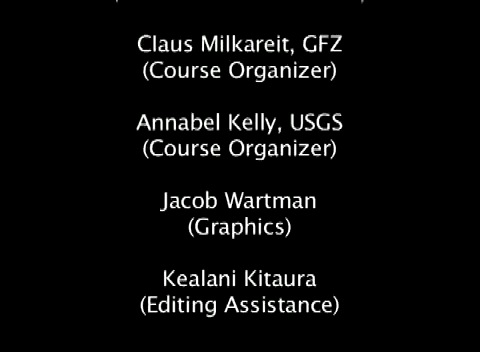 Claus Milkareit, GFZ
(Course Organizer)
Annabel Kelly, USGS
(Course Organizer)
Jacob Wartman
(Graphics)
Kealani Kitaura
(Editing Assistance)